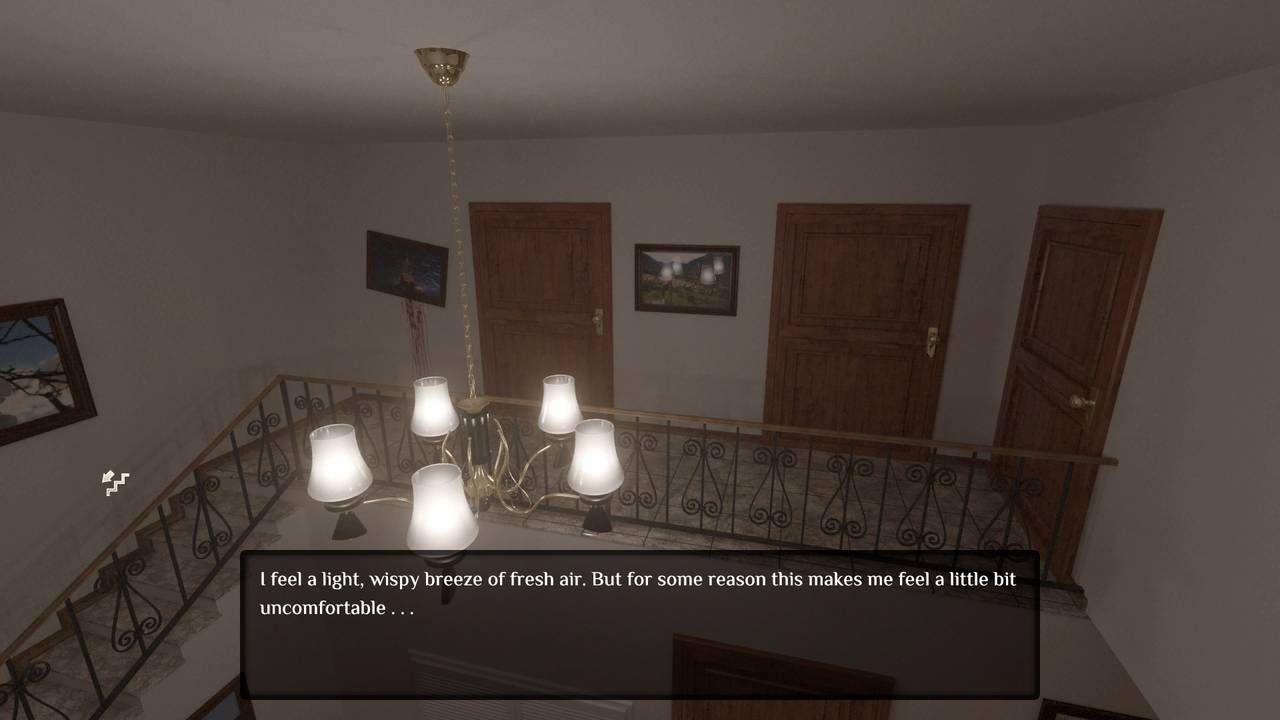 I feel a light, wispy breeze of fresh air. But for some reason this makes me feel a little bit
uncomfortable . . .